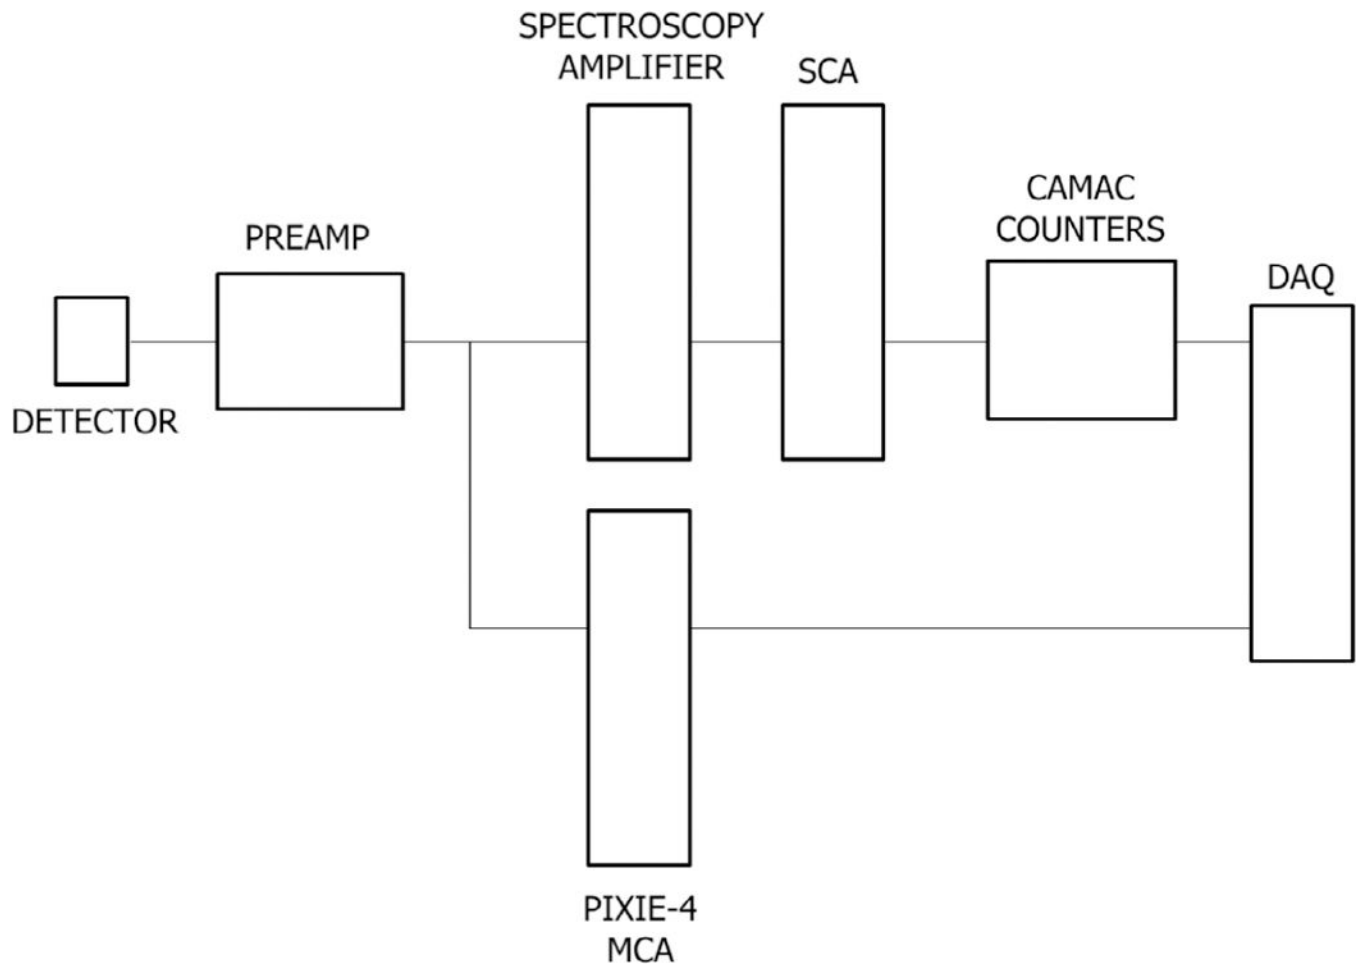 SPECTROSCOPY
AMPLIFIER
SCA
CAMAC
COUNTERS
PREAMP
DAQ
DETECTOR
PIXIE-4
MCA